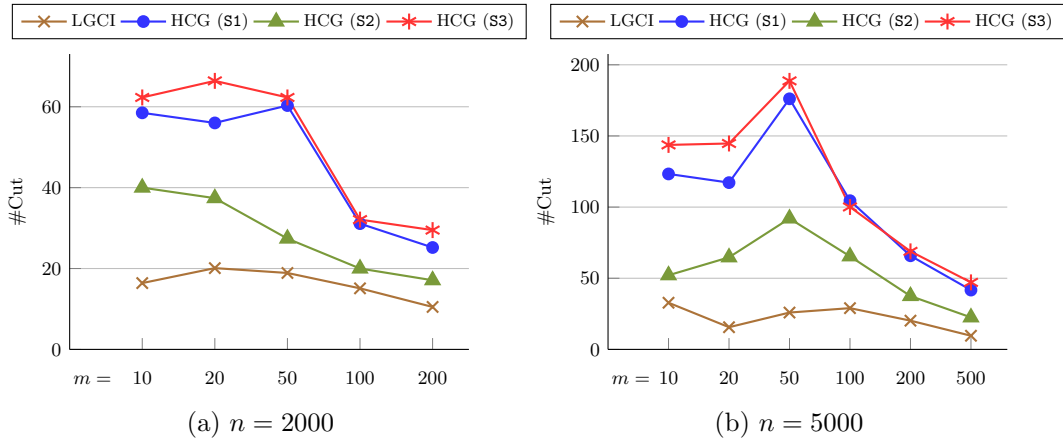 LGCI HCG (S1) HCG (S2) HCG (S3)
60
40
20
0
#Cut
m = 10 20 50 100 200
(a) n = 2000
LGCI HCG (S1) HCG (S2) HCG (S3)
200
150
100
50
0
#Cut
m = 10 20 50 100 200 500
(b) n = 5000